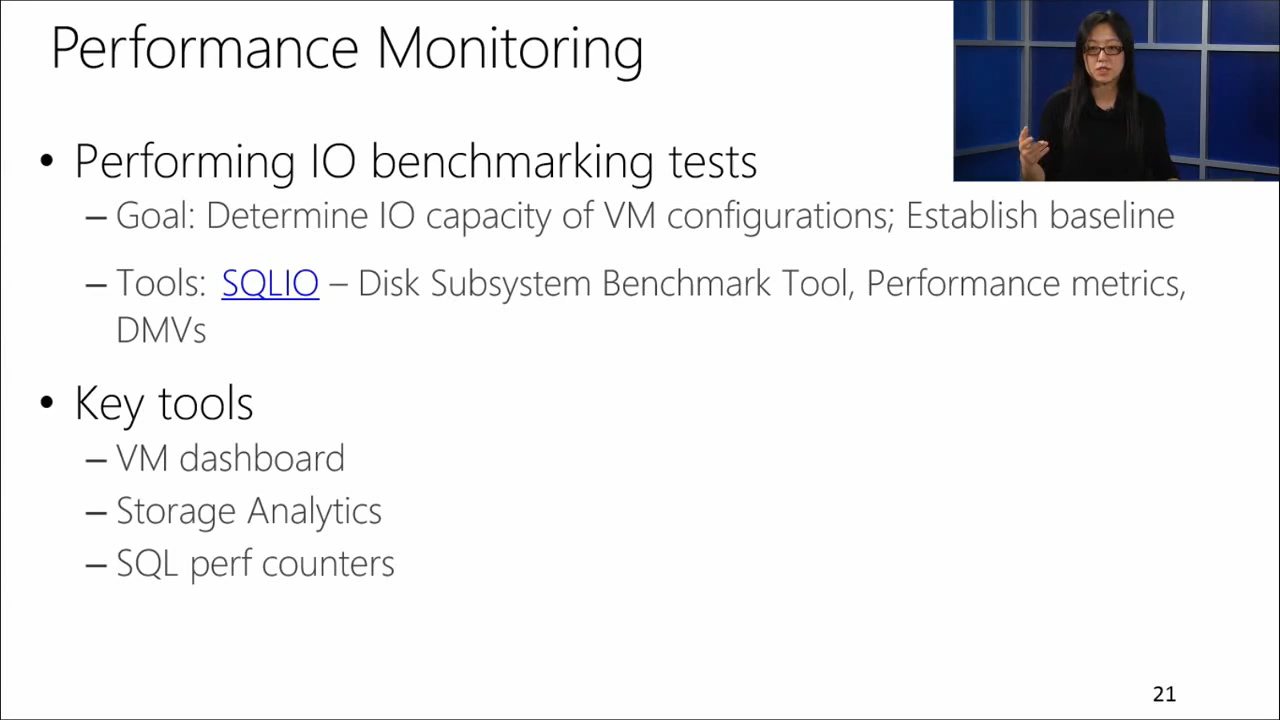 Performance Monitoring
• Performing IO benchmarking tests
– Goal: Determine IO capacity of VM configurations; Establish baseline
– Tools: SQLIO – Disk Subsystem Benchmark Tool, Performance metrics,
DMVs
• Key tools
– VM dashboard
– Storage Analytics
– SQL perf counters
21